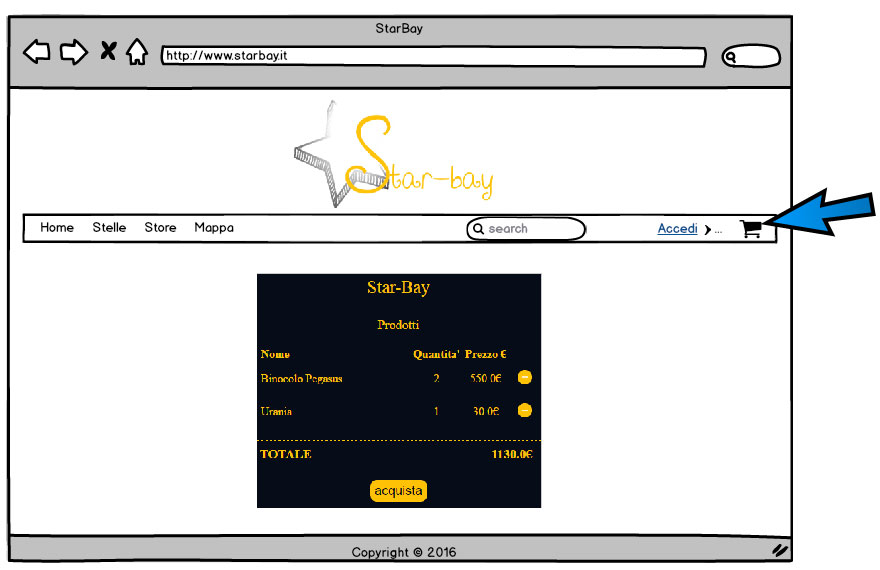 StarBay
http://www.starbay.it
Star-bay
Home Stelle Store Mappa search Accedi ...
Star-Bay
Prodotti
Nome Quantita' Prezzo €
Binocolo Pegasus 2 550.0€
Urania 1 30.0€
TOTALE 1130.0€
acquista
Copyright © 2016